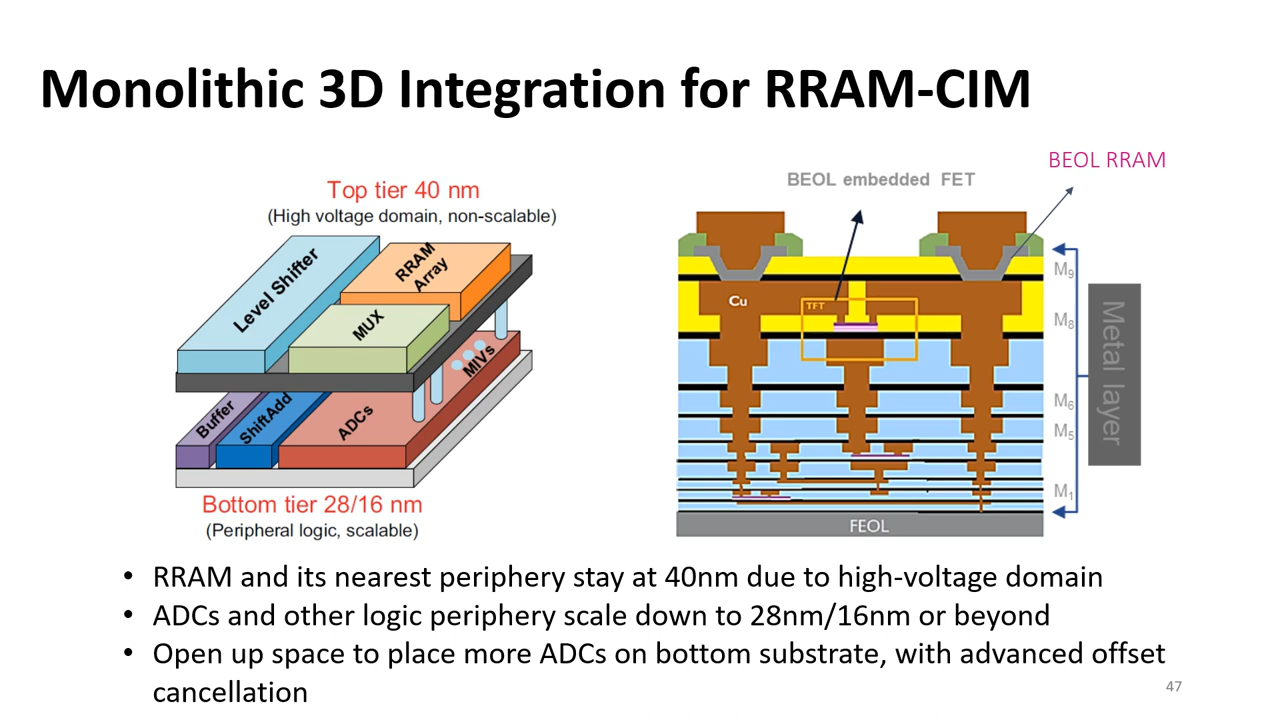 Monolithic 3D Integration for RRAM-CIM
Top tier 40 nm
(High voltage domain, non-scalable)
Level Shifter
RRAM
Array
MUX
Buffer
ShiftAdd
ADCs
MIVs
Bottom tier 28/16 nm
(Peripheral logic, scalable)
BEOL RRAM
BEOL embedded FET
Cu
TFT
M9
M8
M6
M5
M1
Metal layer
FEOL
• RRAM and its nearest periphery stay at 40nm due to high-voltage domain
• ADCs and other logic periphery scale down to 28nm/16nm or beyond
• Open up space to place more ADCs on bottom substrate, with advanced offset
cancellation
47